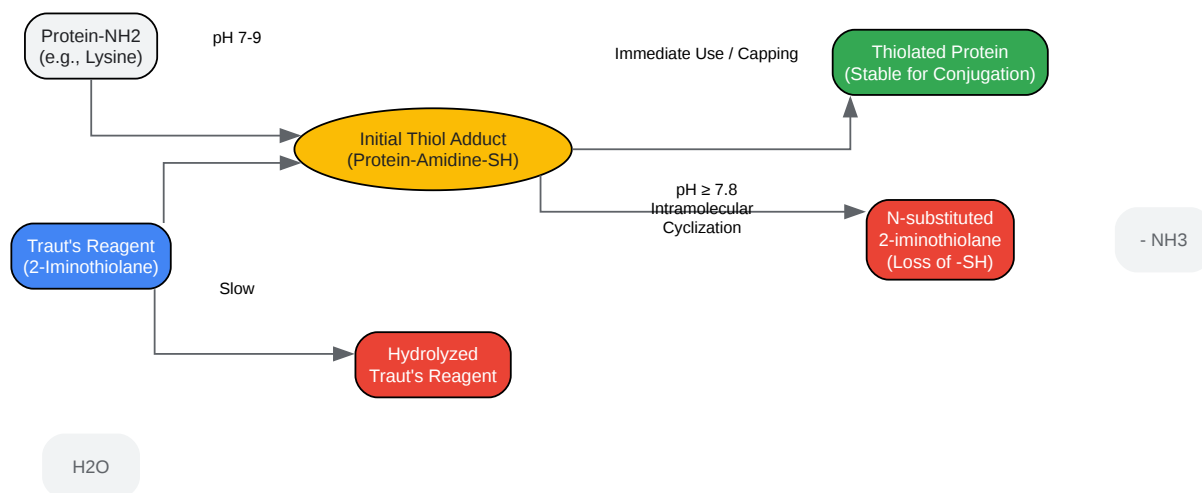 Protein-NH2
(e.g., Lysine)
pH 7-9
Immediate Use / Capping
Thiolated Protein
(Stable for Conjugation)
Initial Thiol Adduct
(Protein-Amidine-SH)
pH ≥ 7.8
Intramolecular
Cyclization
N-substituted
2-iminothiolane
(Loss of -SH)
- NH3
Traut's Reagent
(2-Iminothiolane)
Slow
Hydrolyzed
Traut's Reagent
H2O